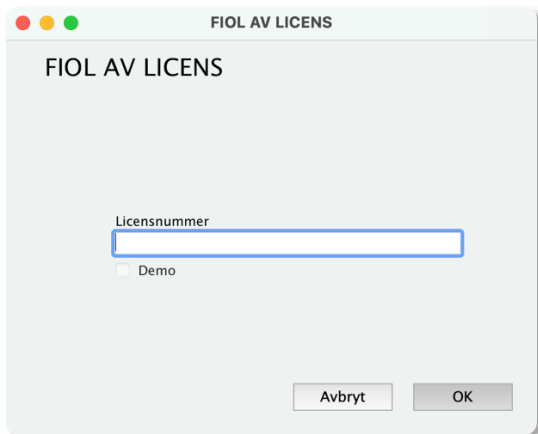 FIOL AV LICENS
FIOL AV LICENS
Licensnummer
Demo
Avbryt
OK